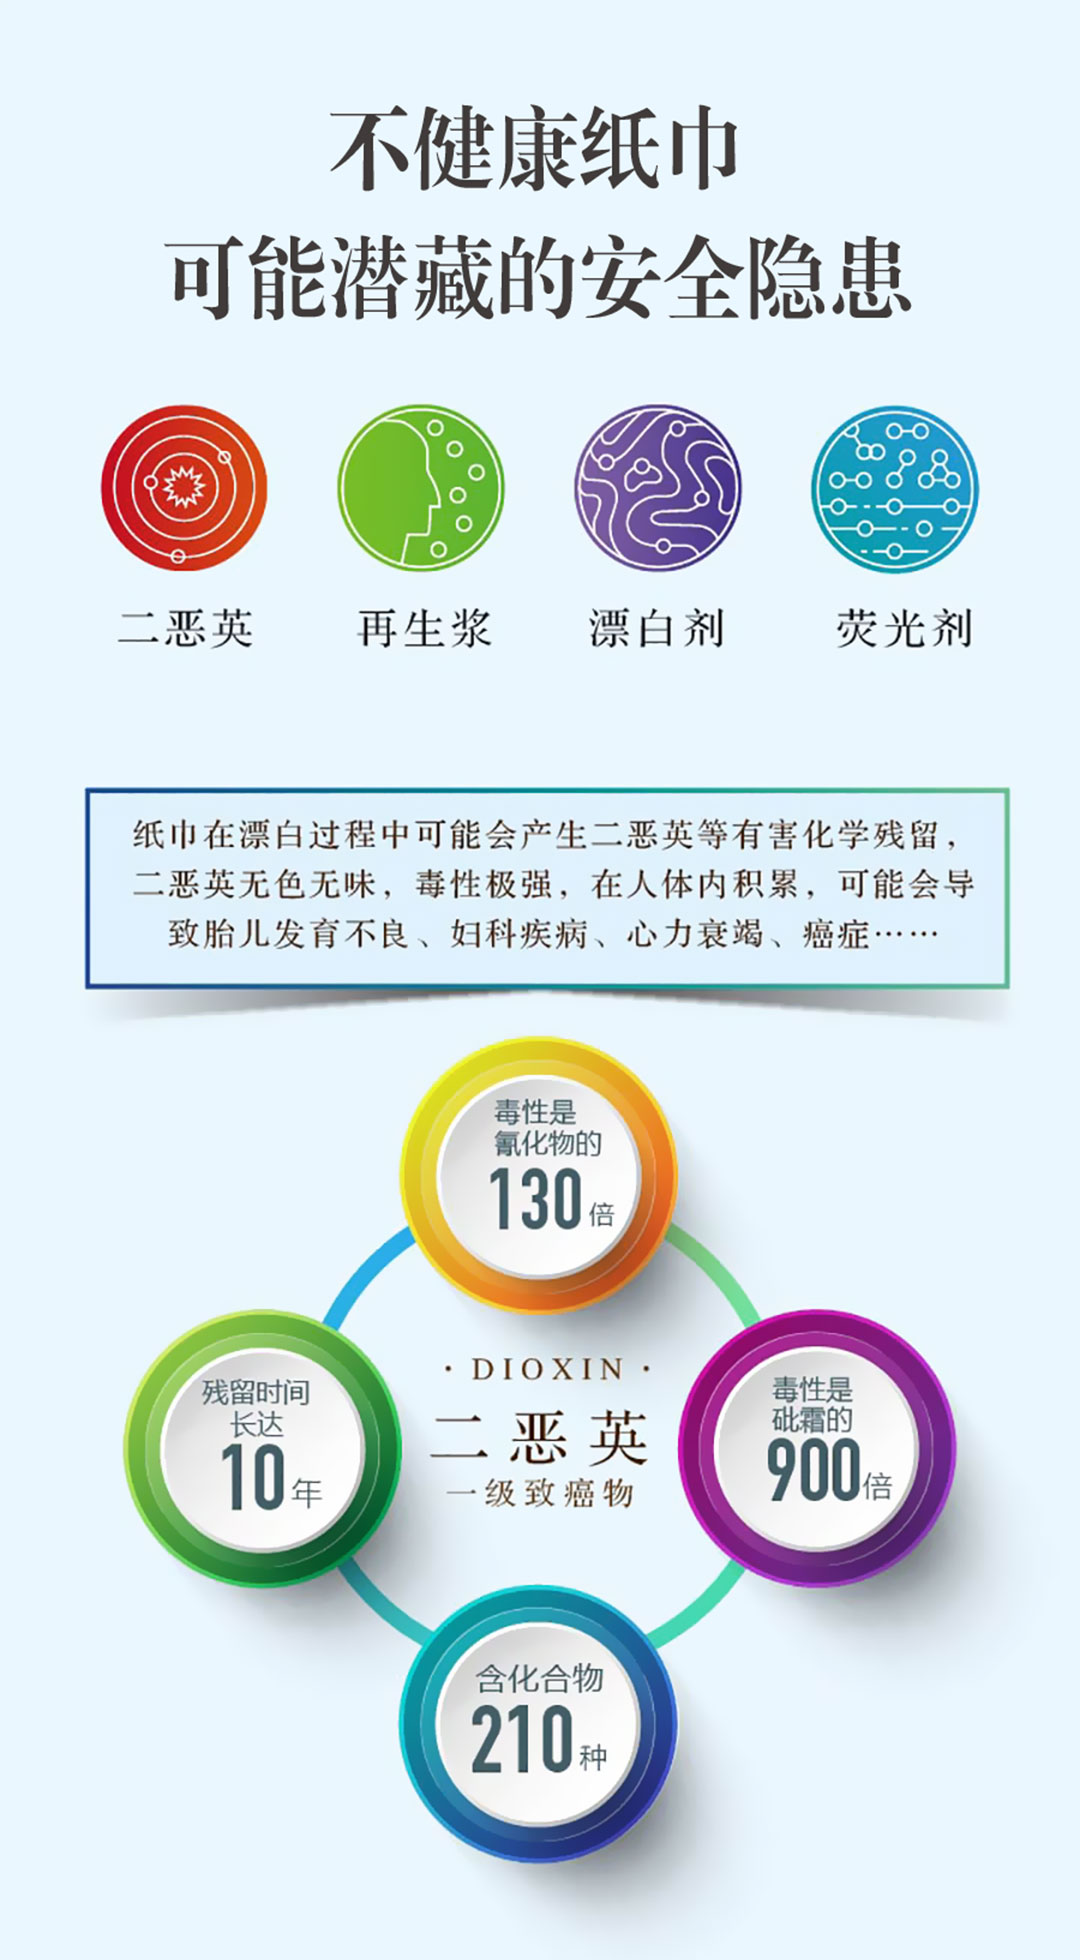 不健康纸巾
可能潜藏的安全隐患
二恶英
再生浆
漂白剂
荧光剂
纸巾在漂白过程中可能会产生二恶英等有害化学残留，
二恶英无色无味，毒性极强，在人体内积累，可能会导
致胎儿发育不良、妇科疾病、心力衰竭、癌症……
毒性是
氰化物的
130倍
残留时间
长达
10年
·DIOXIN·
二恶英
一级致癌物
毒性是
砒霜的
900倍
含化合物
210种